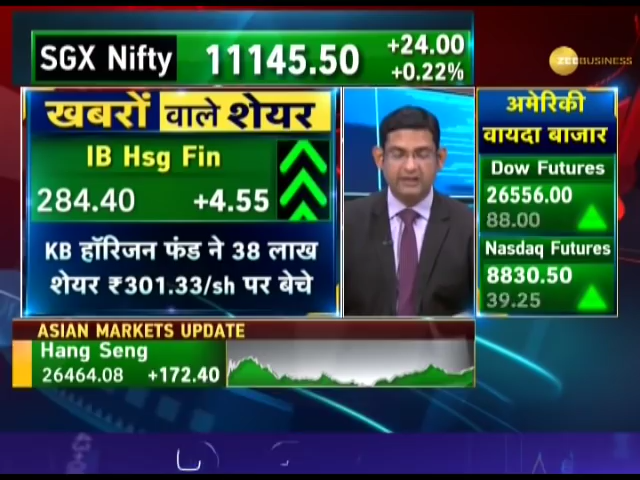 SGX Nifty 11145.50 +24.00
+0.22%
ZEE BUSINESS
खबरों वाले शेयर
IB Hsg Fin
284.40 +4.55
KB हॉरिजन फंड ने 38 लाख
शेयर ₹301.33/sh पर बेचे
अमेरिकी
वायदा बाजार
Dow Futures
26556.00
88.00
Nasdaq Futures
8830.50
39.25
ASIAN MARKETS UPDATE
Hang Seng
26464.08 +172.40